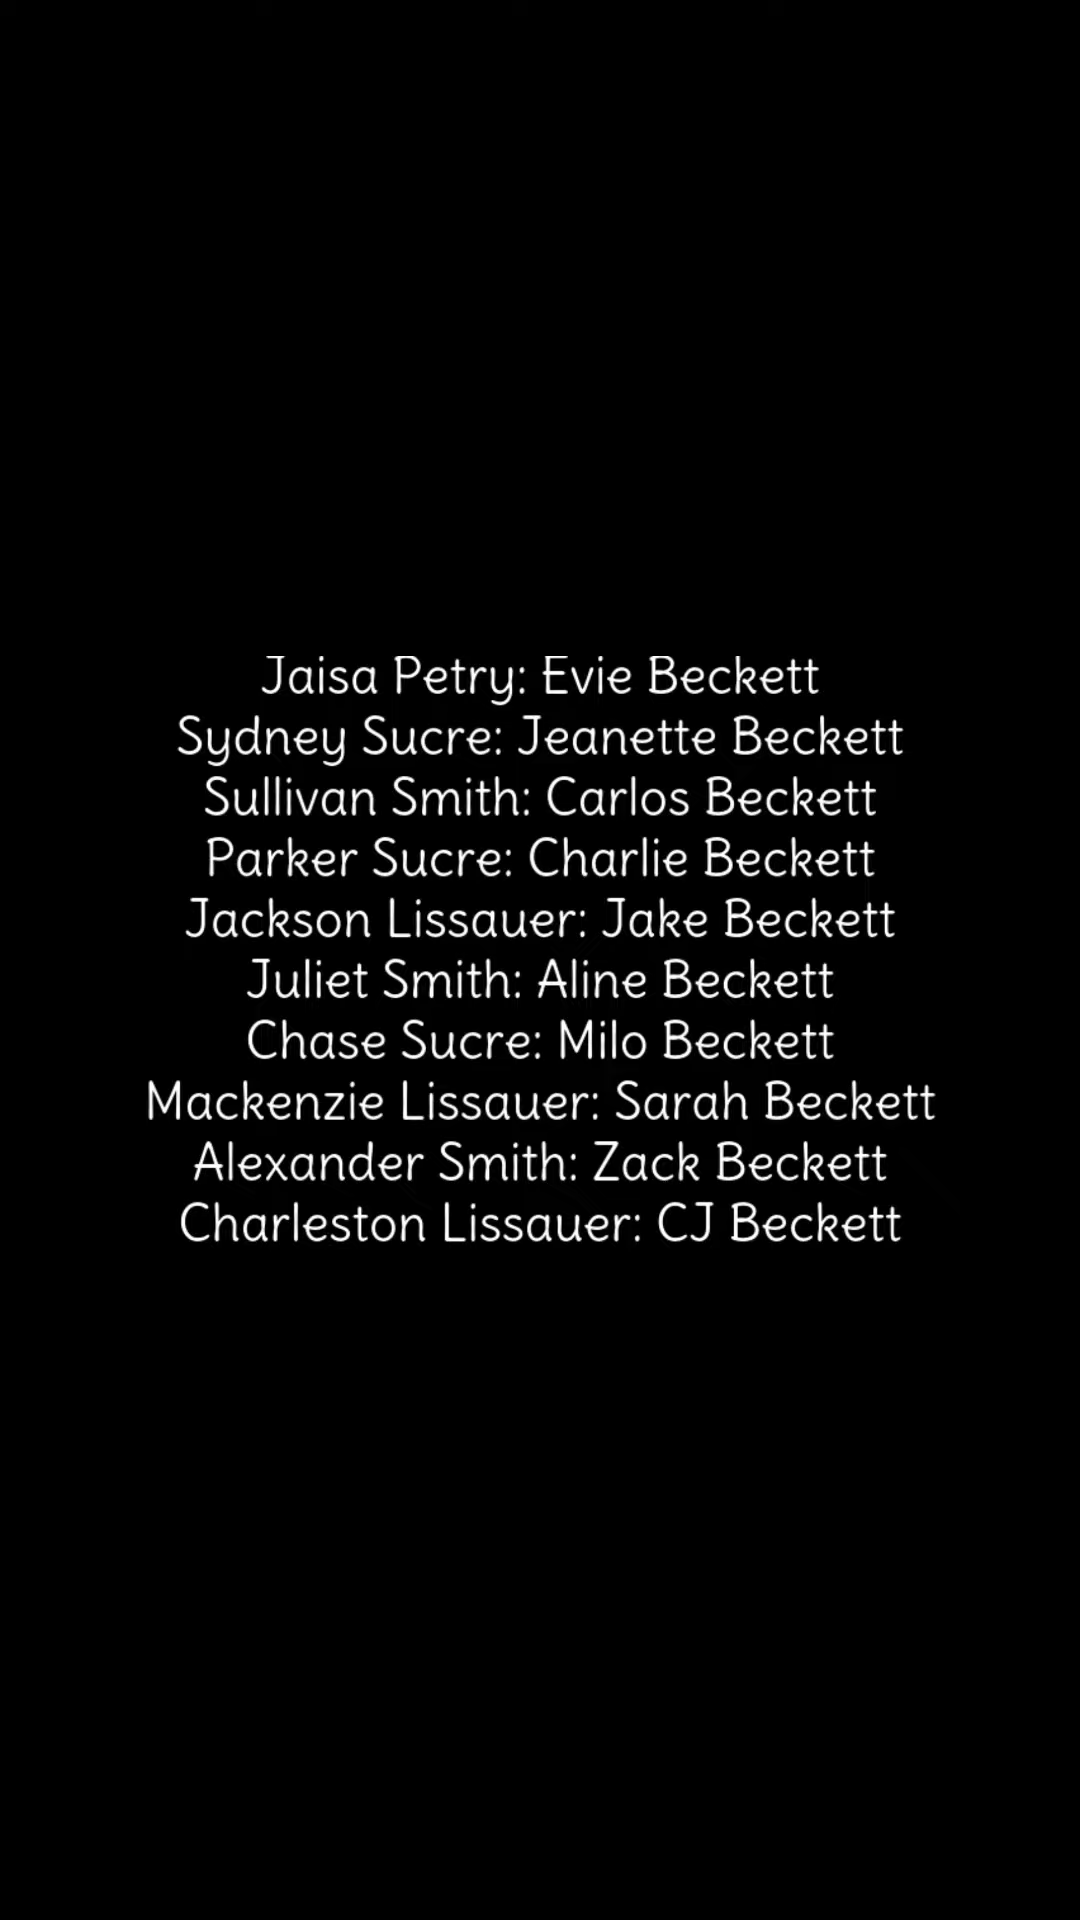 Jaisa Petry: Evie Beckett
Sydney Sucre: Jeanette Beckett
Sullivan Smith: Carlos Beckett
Parker Sucre: Charlie Beckett
Jackson Lissauer: Jake Beckett
Juliet Smith: Aline Beckett
Chase Sucre: Milo Beckett
Mackenzie Lissauer: Sarah Beckett
Alexander Smith: Zack Beckett
Charleston Lissauer: CJ Beckett